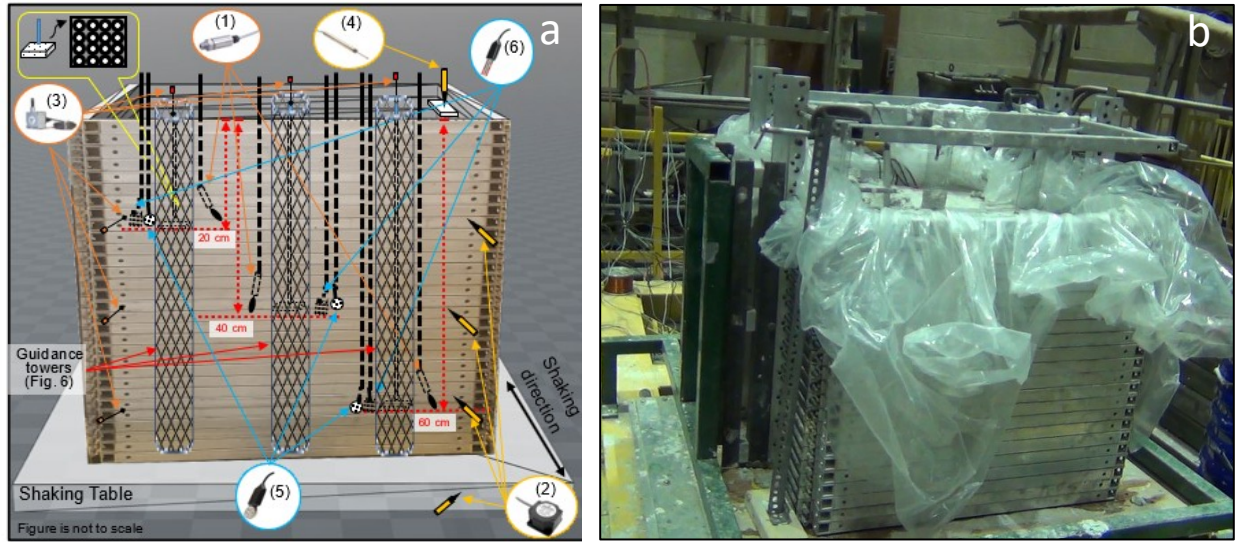 (1)
(4)
(6)
a
b
(3)
20 cm
40 cm
Guidance
towers
(Fig. 6)
Shaking
direction
60 cm
(5)
(2)
Shaking Table
Figure is not to scale